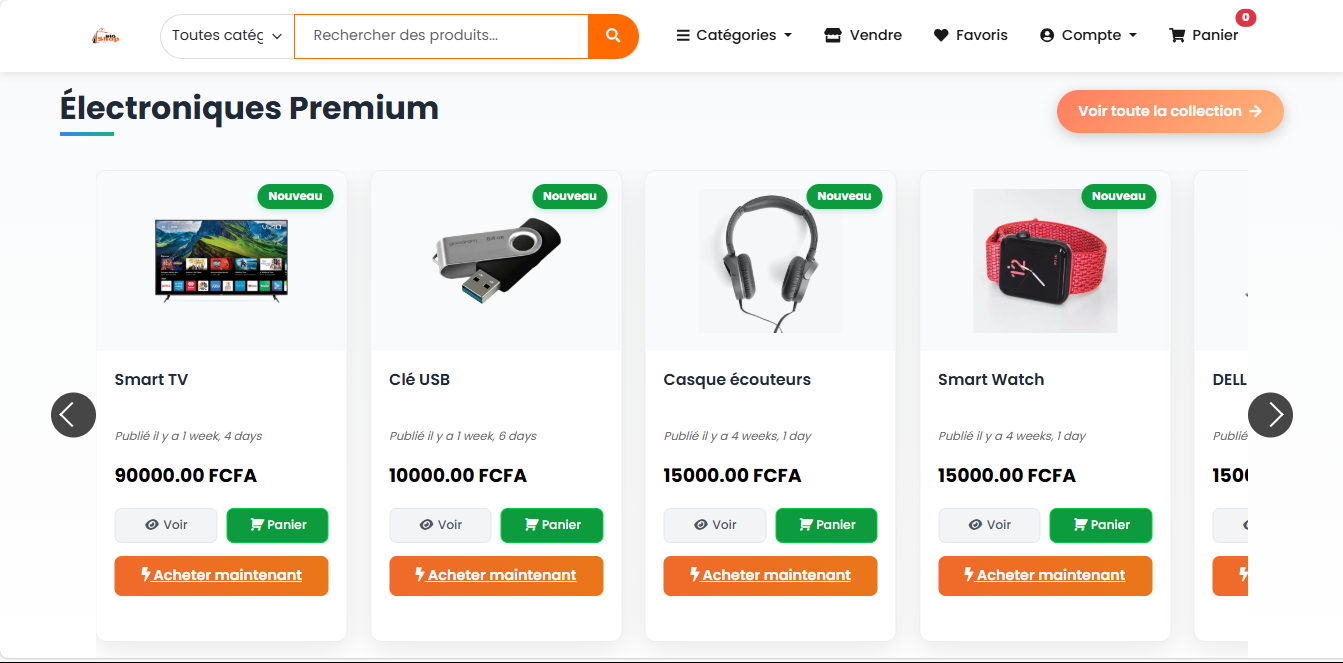 BIG
Shop
Toutes catég
Rechercher des produits...
Catégories
Vendre
Favoris
Compte
Panier
0
Électroniques Premium
Voir toute la collection
Nouveau
Nouveau
Nouveau
Nouveau
Smart TV
Clé USB
Casque écouteurs
Smart Watch
DELL
Publié il y a 1 week, 4 days
Publié il y a 1 week, 6 days
Publié il y a 4 weeks, 1 day
Publié il y a 4 weeks, 1 day
Publié
90000.00 FCFA
10000.00 FCFA
15000.00 FCFA
15000.00 FCFA
1500
Voir
Panier
Voir
Panier
Voir
Panier
Voir
Panier
Acheter maintenant
Acheter maintenant
Acheter maintenant
Acheter maintenant